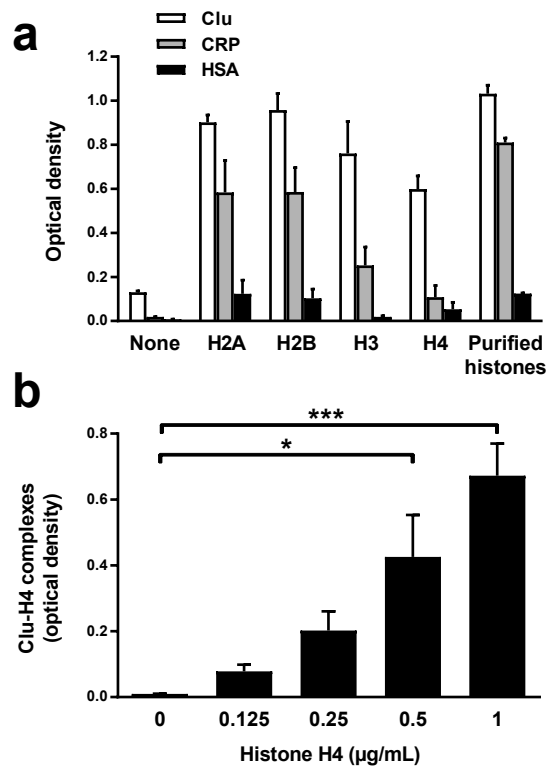 a
Clu
CRP
HSA
Optical density
1.2
1.0
0.8
0.6
0.4
0.2
0.0
None H2A H2B H3 H4 Purified
histones
b
***
*
Clu-H4 complexes
(optical density)
0.8
0.6
0.4
0.2
0.0
0 0.125 0.25 0.5 1
Histone H4 (µg/mL)